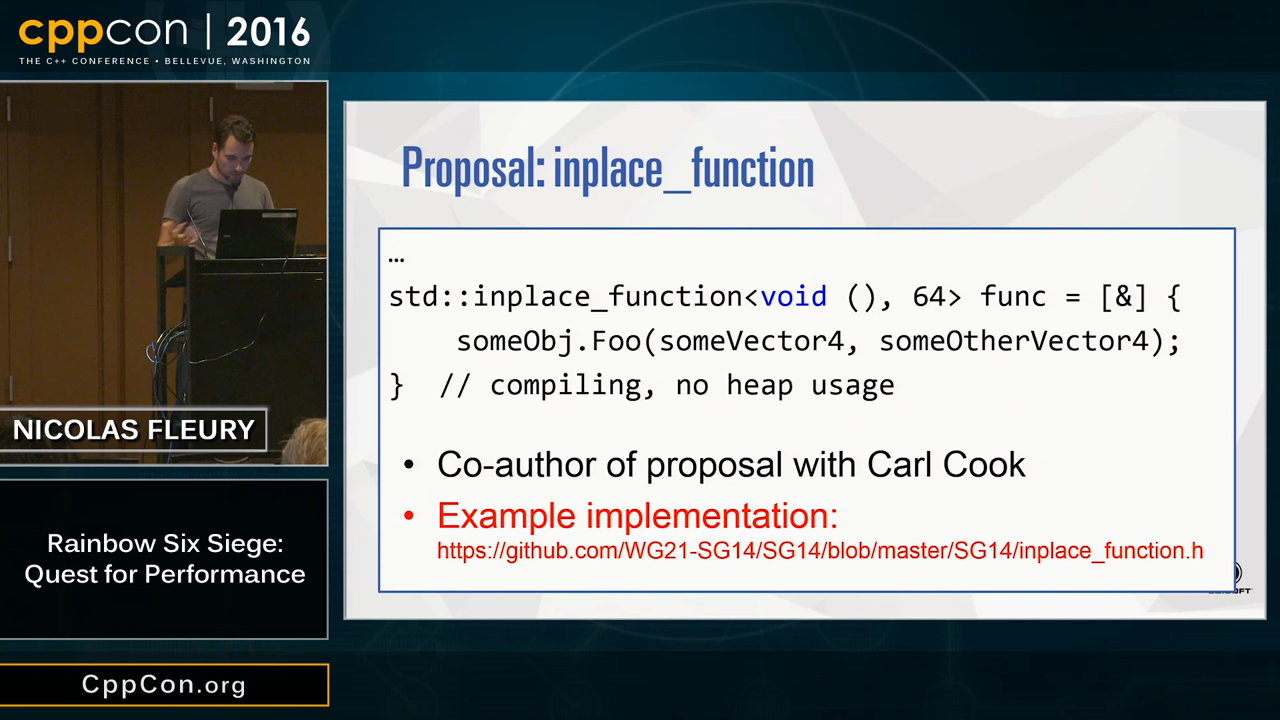 cppcon | 2016
THE C++ CONFERENCE • BELLEVUE, WASHINGTON
NICOLAS FLEURY
Rainbow Six Siege:
Quest for Performance
CppCon.org
Proposal: inplace_function
…
std::inplace_function<void (), 64> func = [&] {
someObj.Foo(someVector4, someOtherVector4);
} // compiling, no heap usage
• Co-author of proposal with Carl Cook
• Example implementation:
https://github.com/WG21-SG14/SG14/blob/master/SG14/inplace_function.h